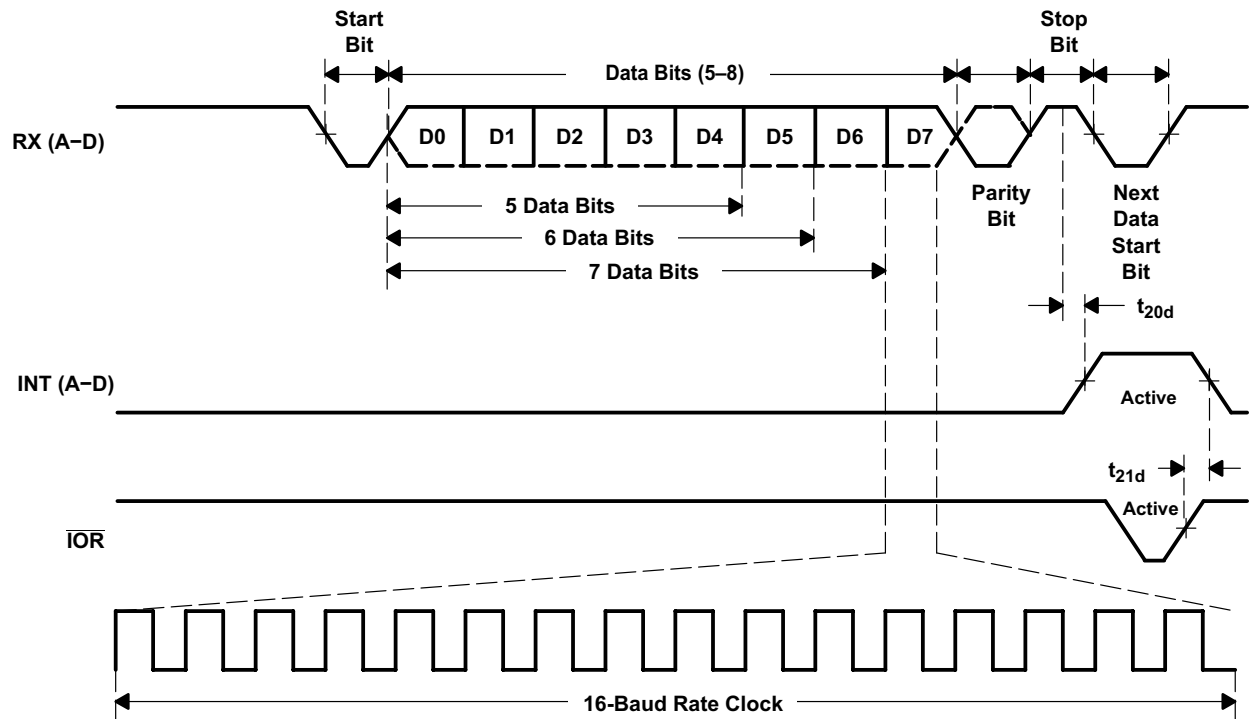 Start
Bit
Stop
Bit
Data Bits (5–8)
RX (A–D)
D0 D1 D2 D3 D4 D5 D6 D7
Parity
Bit
Next
Data
Start
Bit
5 Data Bits
6 Data Bits
7 Data Bits
t20d
INT (A–D)
Active
t21d
Active
IOR
16-Baud Rate Clock